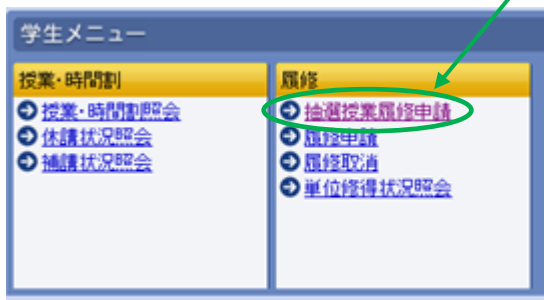 学生メニュー
授業・時間割
授業・時間割照会
休講状況照会
補講状況照会
履修
抽選授業履修申請
履修申請
履修取消
単位修得状況照会